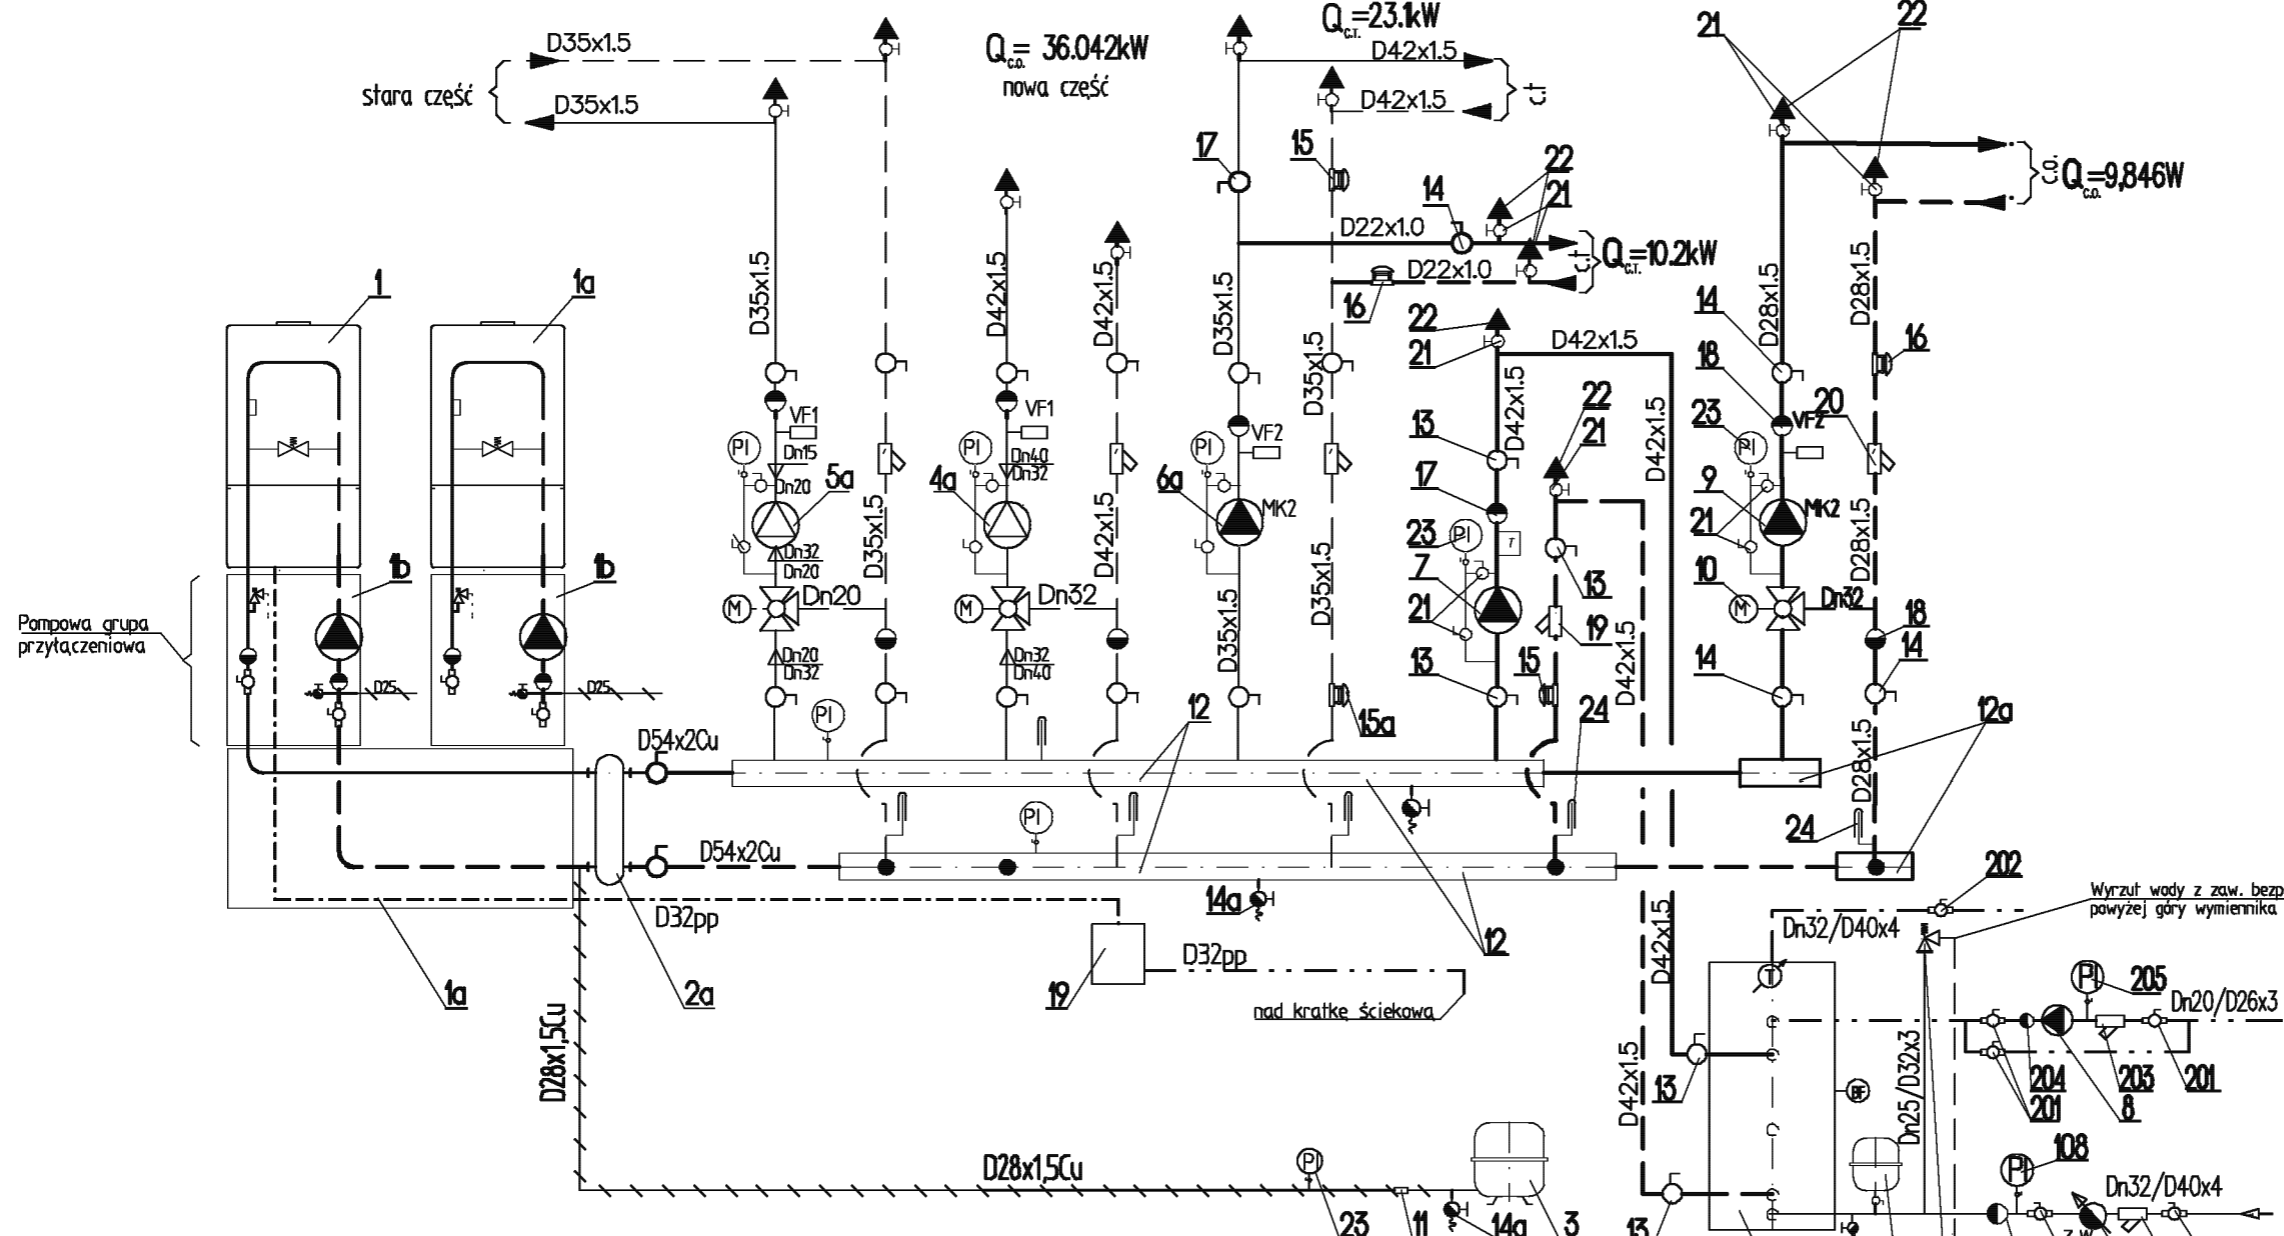 D35x1.5
stara część
D35x1.5
Qc.o.= 36.042kW
nowa część
Qc.t.=23.1kW
D42x1.5
D42x1.5
c.t
21
22
c.o.
Qc.o.=9,846kW
17
15
14
22
21
D22x1.0
D22x1.0
c.t
Qc.t.=10.2kW
16
1
1a
D35x1.5
D42x1.5
D42x1.5
D35x1.5
D35x1.5
22
21
D42x1.5
D42x1.5
D42x1.5
D28x1.5
D28x1.5
14
18
16
VF1
VF1
VF2
VF2
20
PI
PI
PI
PI
Dn15
Dn20
Dn40
Dn32
5a
4a
6a
MK2
13
17
23
PI
T
7
21
22
21
23
9
21
MK2
10
Dn32
Dn20
D35x1.5
D42x1.5
D35x1.5
D28x1.5
1b
1b
M
Dn20
M
Dn32
M
Dn32
13
19
18
14
14
Pompowa grupa
przyłączeniowa
Dn20
Dn32
Dn32
Dn40
D35x1.5
D42x1.5
13
15
D25
D25
PI
12
15a
24
12a
D54x2Cu
D28x1.5
PI
D54x2Cu
24
14a
12
202
Wyrzut wody z zaw. bezp
powyżej góry wymiennika
D32pp
Dn32/D40x4
D42x1.5
1a
2a
19
D32pp
nad kratkę ściekową
T
PI
205
Dn20/D26x3
D28x1,5Cu
D42x1.5
13
BF
Dn25/D32x3
204
201
203
8
201
D28x1,5Cu
PI
PI
108
Dn32/D40x4
23
11
14a
3
13